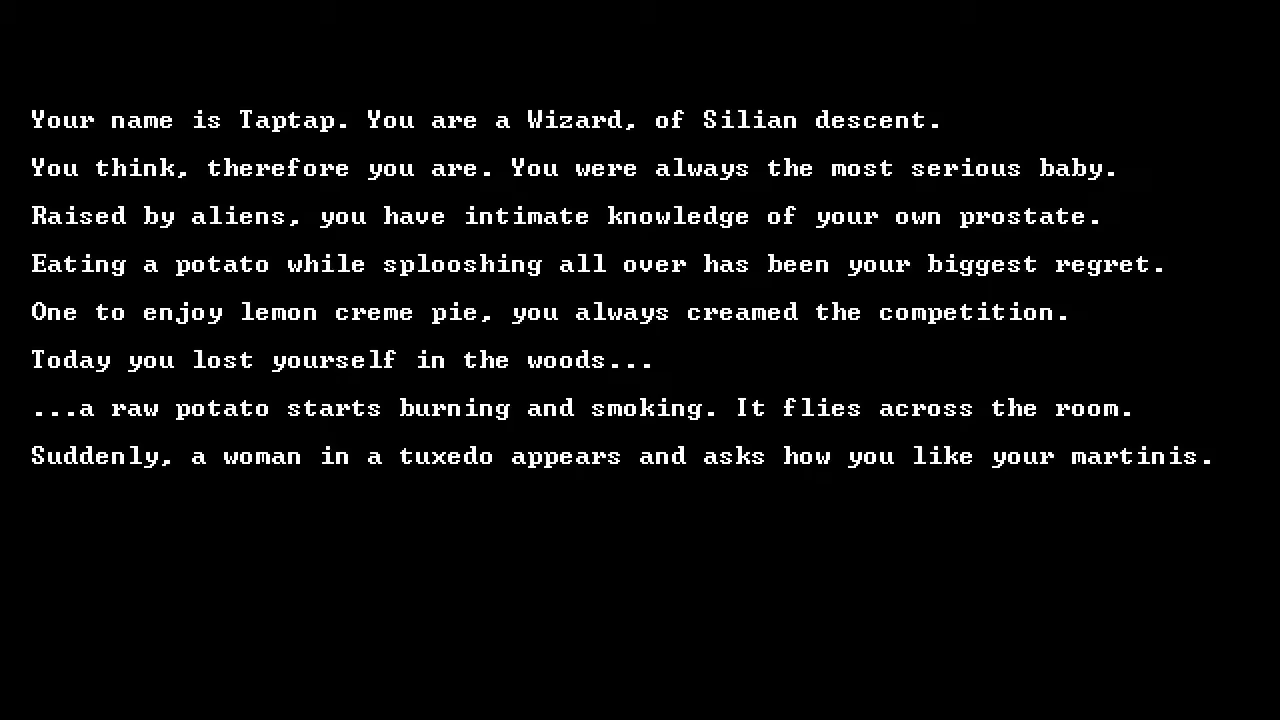 Your name is Taptap. You are a Wizard, of Silian descent.
You think, therefore you are. You were always the most serious baby.
Raised by aliens, you have intimate knowledge of your own prostate.
Eating a potato while splooshing all over has been your biggest regret.
One to enjoy lemon creme pie, you always creamed the competition.
Today you lost yourself in the woods...
...a raw potato starts burning and smoking. It flies across the room.
Suddenly, a woman in a tuxedo appears and asks how you like your martinis.